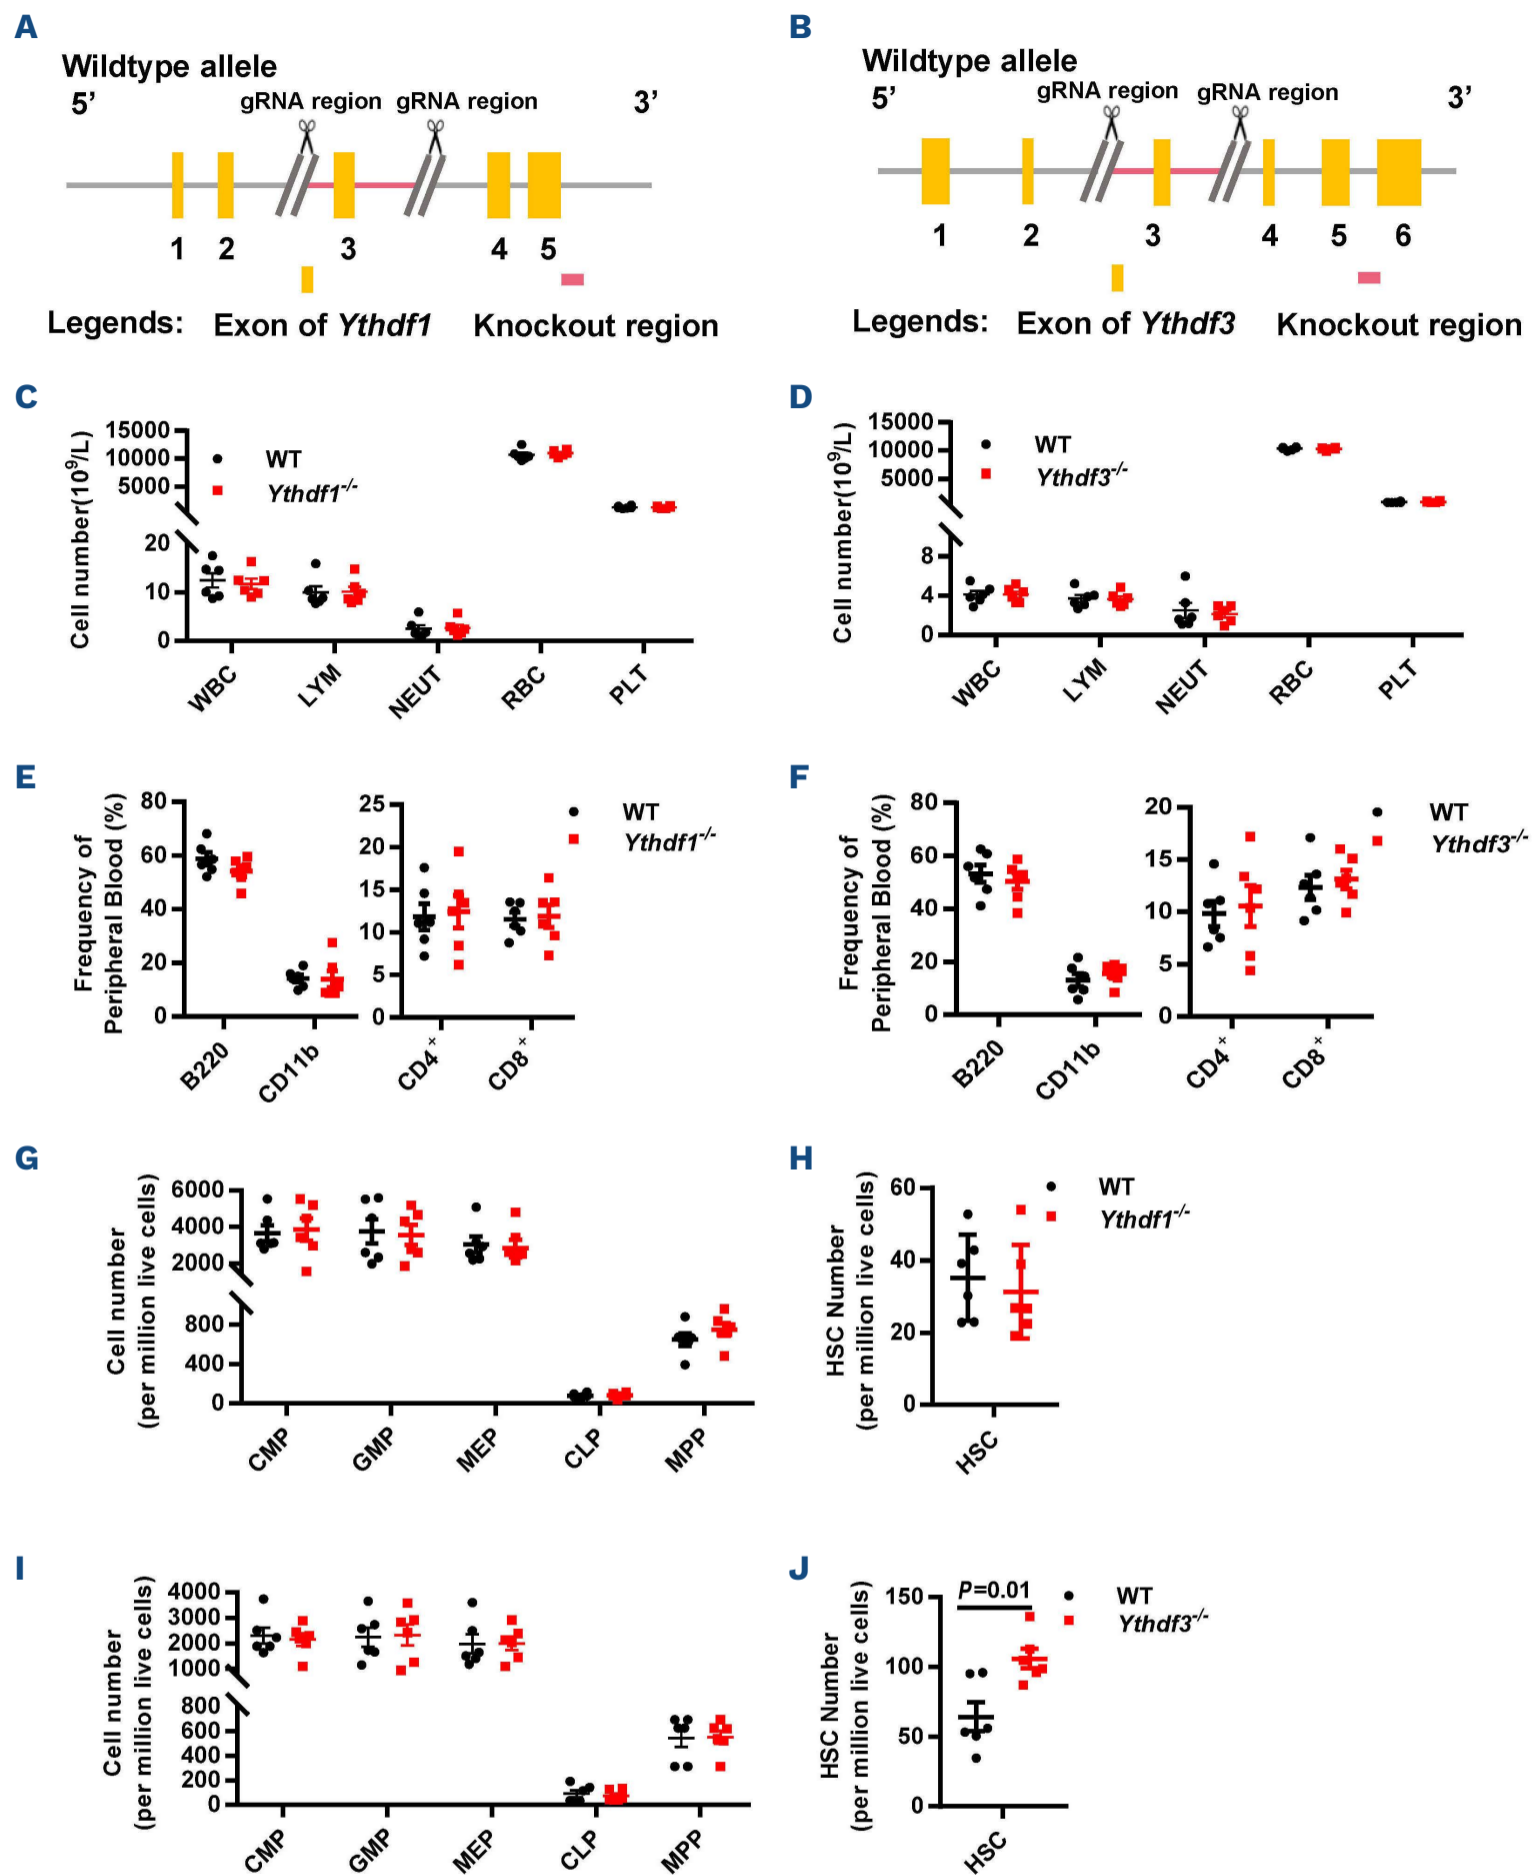 A
Wildtype allele
5’ 3’
gRNA region gRNA region
1 2 3 4 5
Legends: Exon of Ythdf1 Knockout region
B
Wildtype allele
5’ 3’
gRNA region gRNA region
1 2 3 4 5 6
Legends: Exon of Ythdf3 Knockout region
C
Cell number(10⁹/L)
15000
10000
5000
20
10
0
WT
Ythdf1-/-
WBC LYM NEUT RBC PLT
D
Cell number(10⁹/L)
15000
10000
5000
8
4
0
WT
Ythdf3-/-
WBC LYM NEUT RBC PLT
E
Frequency of
Peripheral Blood (%)
80
60
40
20
0
B220 CD11b
25
20
15
10
5
0
CD4⁺ CD8⁺
WT
Ythdf1-/-
F
Frequency of
Peripheral Blood (%)
80
60
40
20
0
B220 CD11b
20
15
10
5
0
CD4⁺ CD8⁺
WT
Ythdf3-/-
G
Cell number
(per million live cells)
6000
4000
2000
800
400
0
CMP GMP MEP CLP MPP
H
HSC Number
(per million live cells)
60
40
20
0
HSC
WT
Ythdf1-/-
I
Cell number
(per million live cells)
4000
3000
2000
1000
800
600
400
200
0
CMP GMP MEP CLP MPP
J
HSC Number
(per million live cells)
150
100
50
0
P=0.01
HSC
WT
Ythdf3-/-